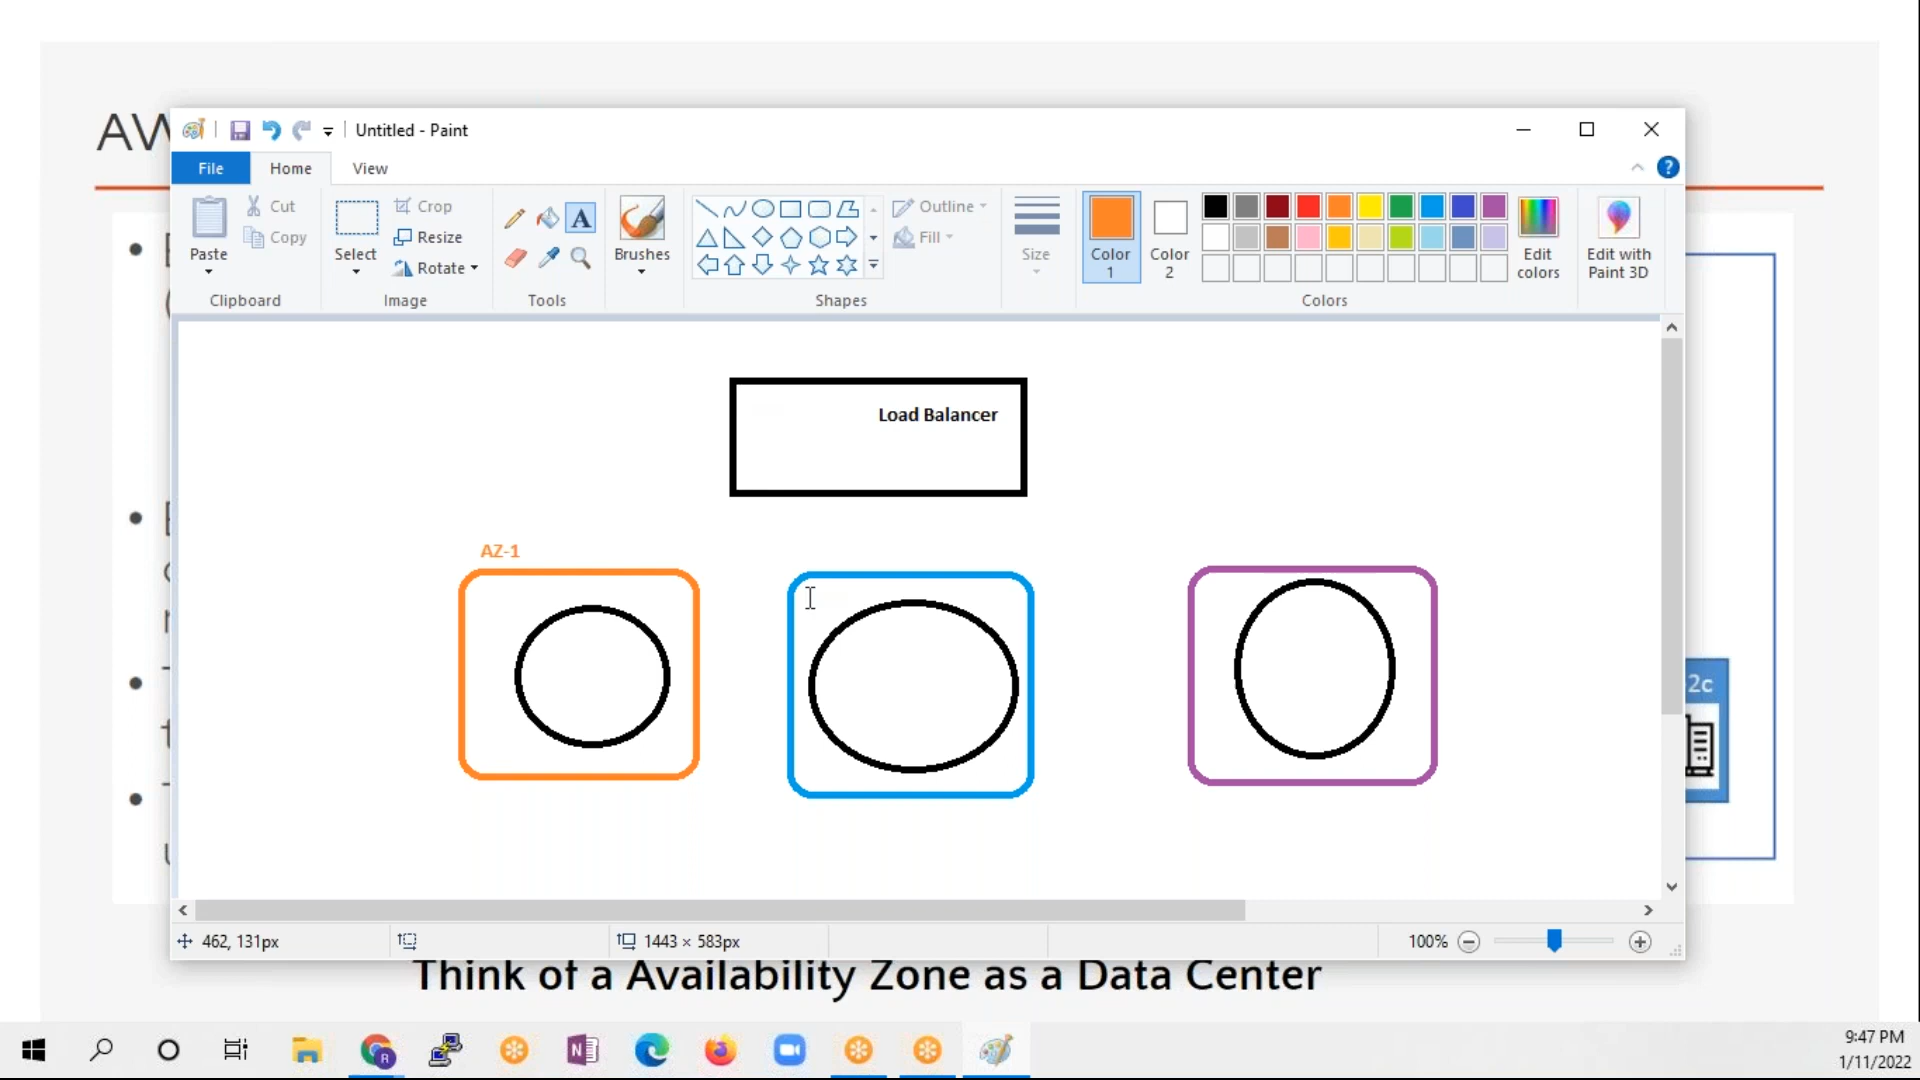 AW
Untitled - Paint
File Home View
Paste
Cut
Copy
Clipboard
Select
Crop
Resize
Rotate
Image
A
Tools
Brushes
Shapes
Outline
Fill
Size
Color 1
Color 2
Edit colors
Colors
Edit with Paint 3D
Load Balancer
AZ-1
2c
462, 131px
1443 × 583px
100%
Think of a Availability Zone as a Data Center
9:47 PM
1/11/2022